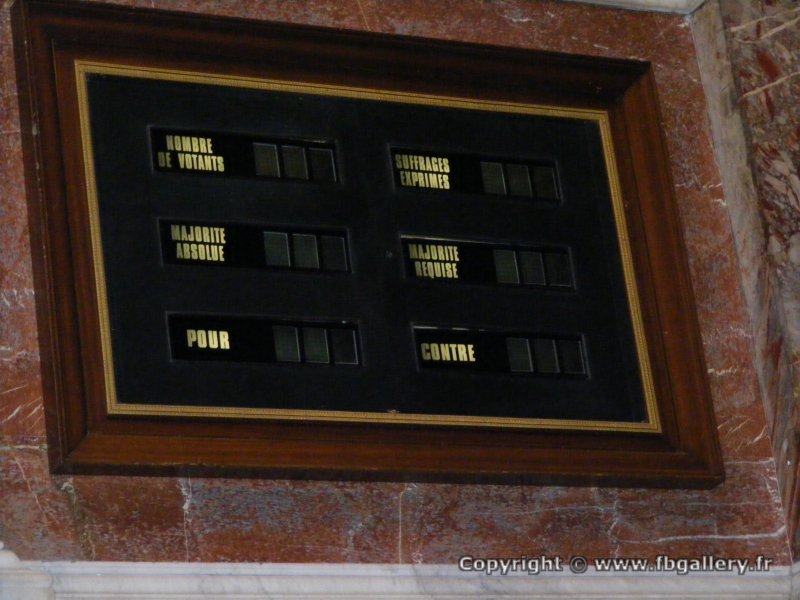 NOMBRE
DE VOTANTS
SUFFRAGES
EXPRIMES
MAJORITE
ABSOLUE
MAJORITE
REQUISE
POUR
CONTRE
Copyright © www.fbgallery.fr